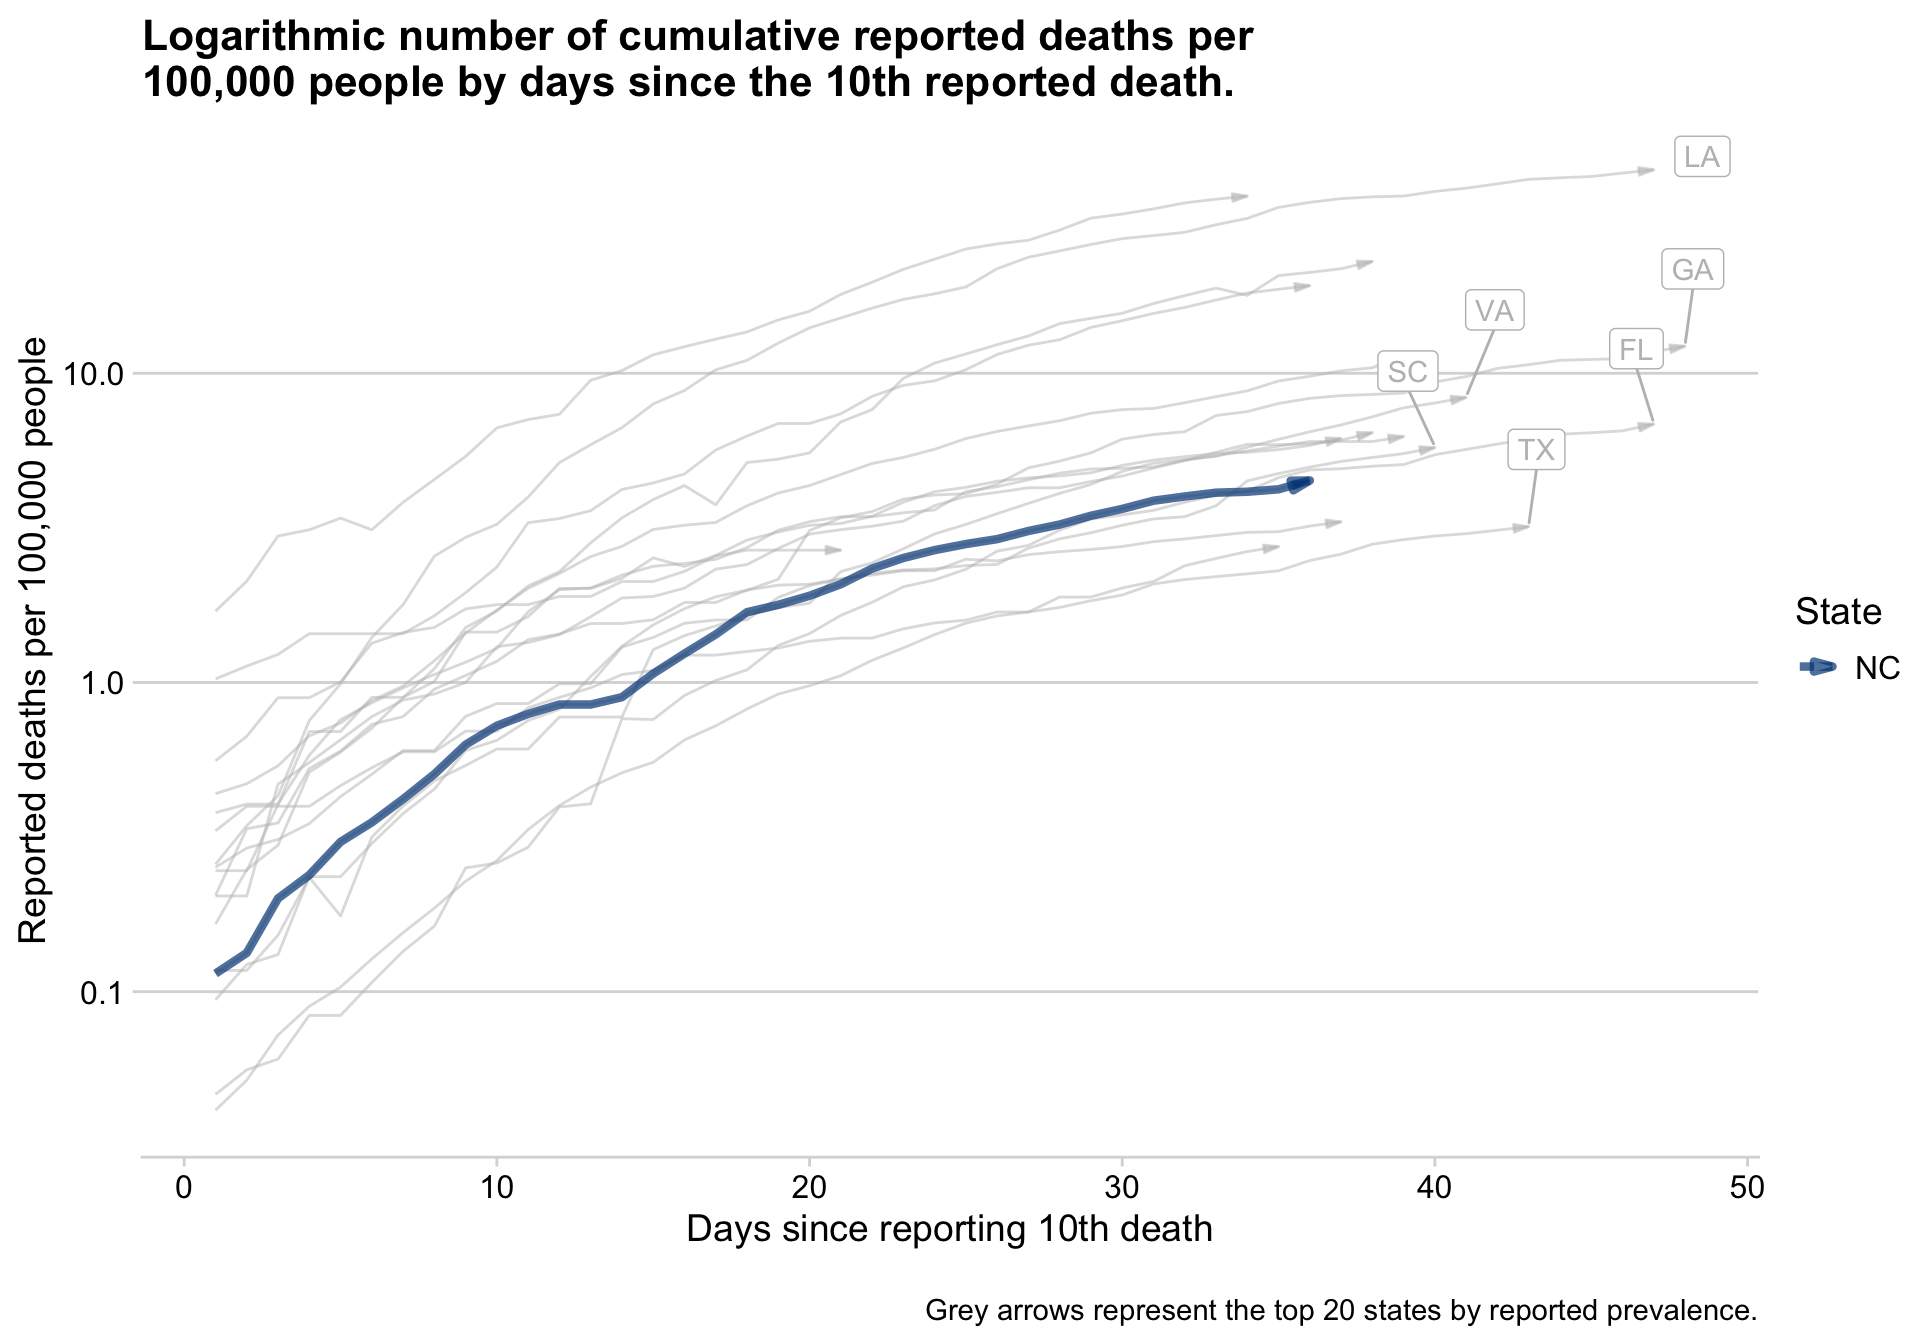 Logarithmic number of cumulative reported deaths per
100,000 people by days since the 10th reported death.
LA
GA
VA
FL
SC
TX
Reported deaths per 100,000 people
10.0
1.0
0.1
State
NC
0 10 20 30 40 50
Days since reporting 10th death
Grey arrows represent the top 20 states by reported prevalence.